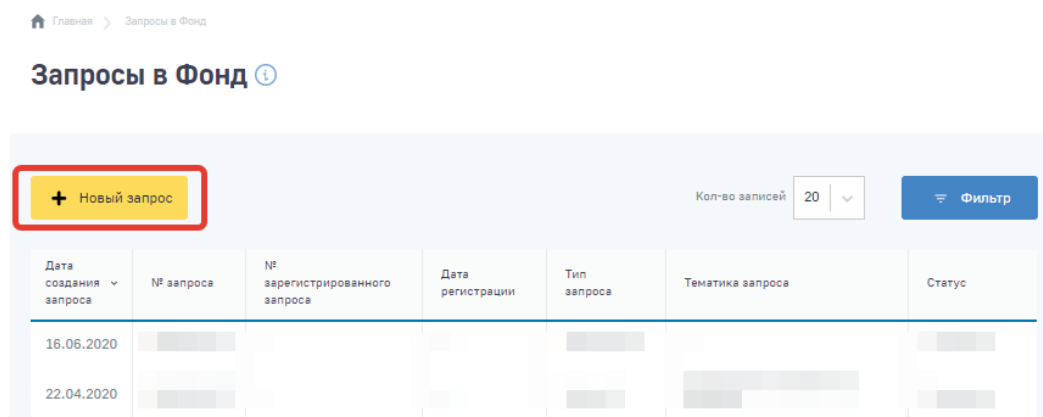 Главная > Запросы в Фонд
Запросы в Фонд
+ Новый запрос
Кол-во записей 20
Фильтр
Дата создания запроса
№ запроса
№ зарегистрированного запроса
Дата регистрации
Тип запроса
Тематика запроса
Статус
16.06.2020
22.04.2020